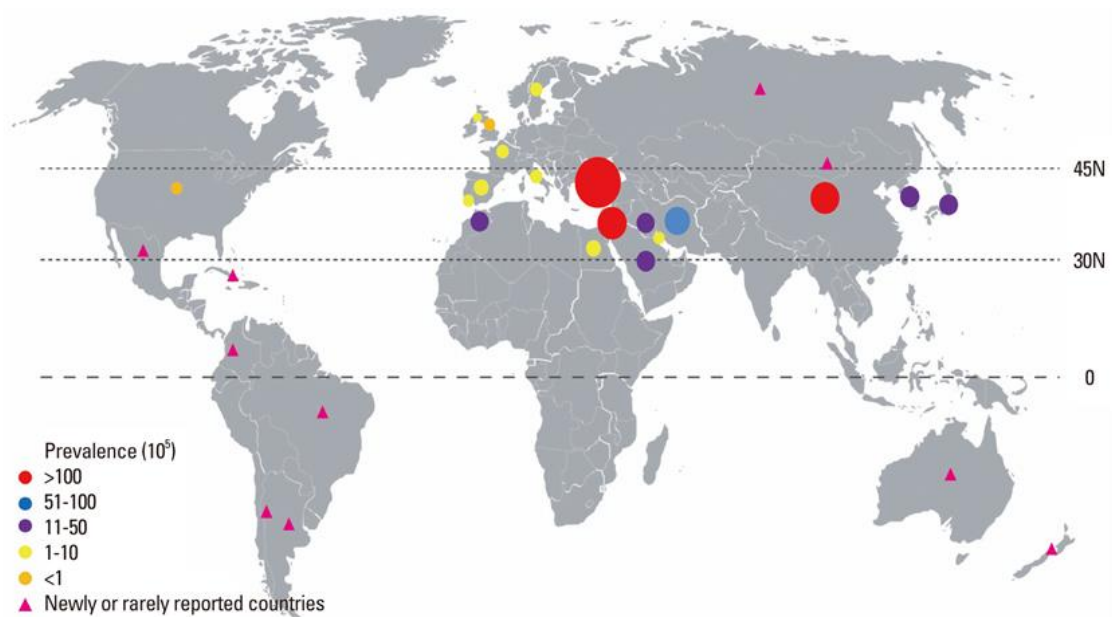 45N
30N
0
Prevalence (10⁵)
>100
51-100
11-50
1-10
<1
Newly or rarely reported countries